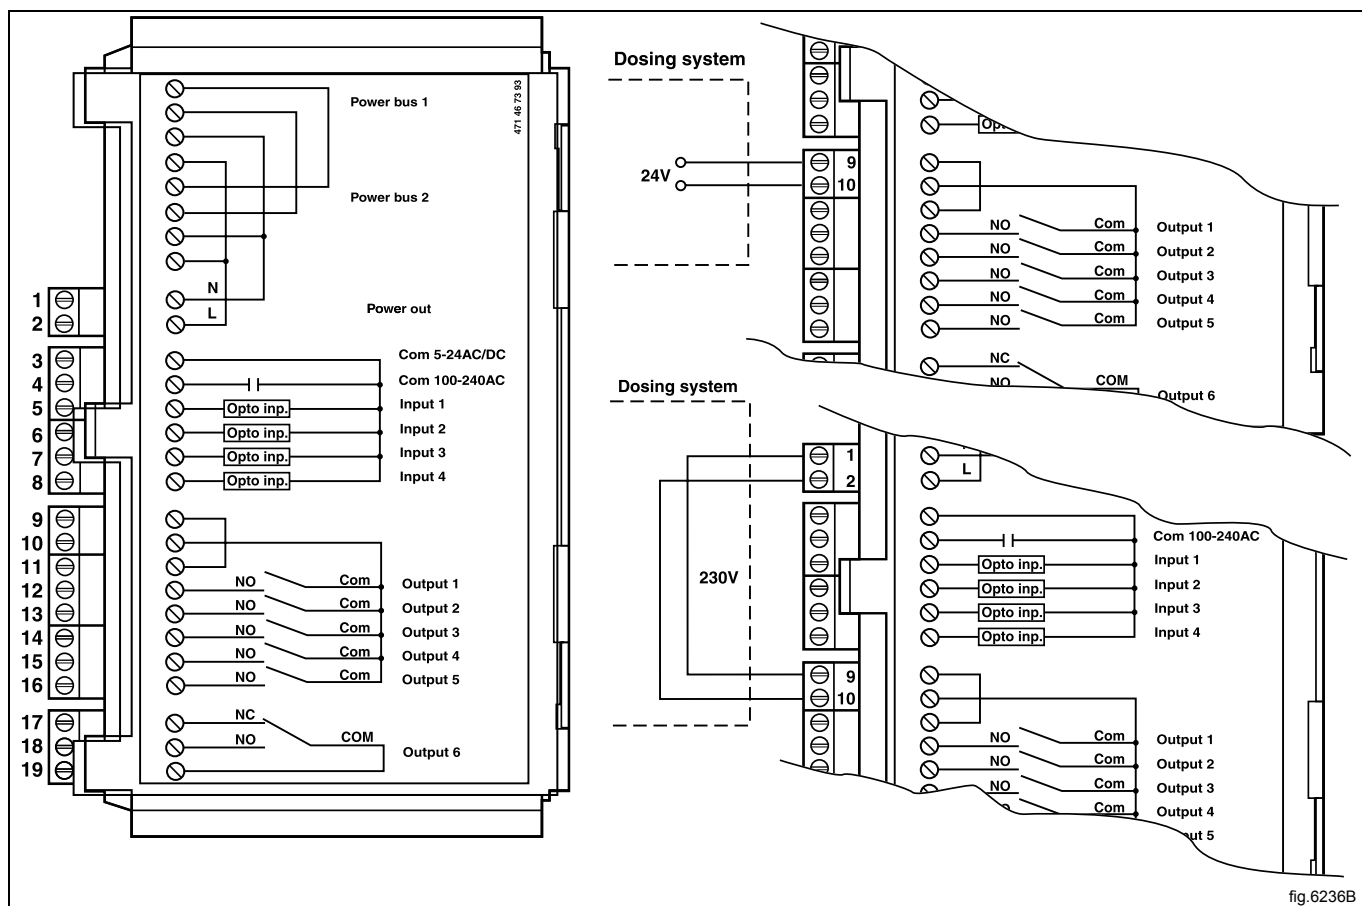 471 46 73 93
Power bus 1
Power bus 2
N
L
Power out
1
2
3
4
5
6
7
8
9
10
11
12
13
14
15
16
17
18
19
Com 5-24AC/DC
Com 100-240AC
Opto inp. Input 1
Opto inp. Input 2
Opto inp. Input 3
Opto inp. Input 4
NO Com Output 1
NO Com Output 2
NO Com Output 3
NO Com Output 4
NO Com Output 5
NC COM
NO Output 6
Dosing system
24V
9
10
NO Com Output 1
NO Com Output 2
NO Com Output 3
NO Com Output 4
NO Com Output 5
NC
NO COM Output 6
Dosing system
230V
1
2
L
Com 100-240AC
Opto inp. Input 1
Opto inp. Input 2
Opto inp. Input 3
Opto inp. Input 4
9
10
NO Com Output 1
NO Com Output 2
NO Com Output 3
Com Output 4
fig.6236B